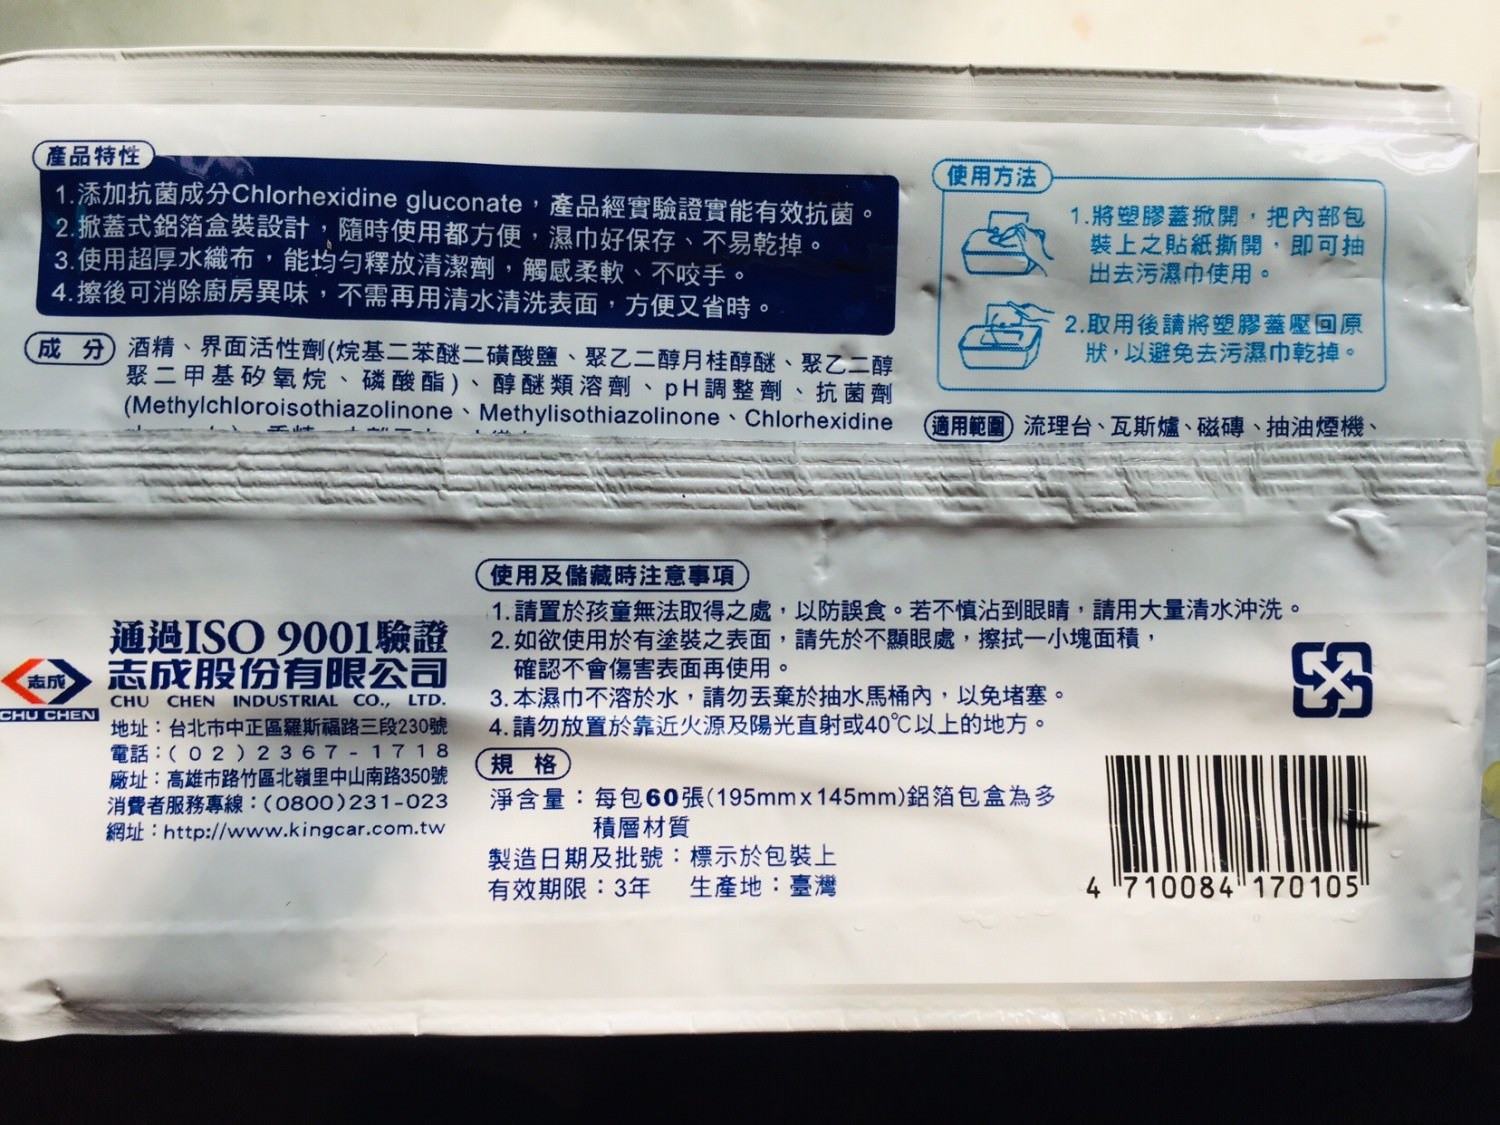 產品特性
1.添加抗菌成分Chlorhexidine gluconate，產品經實驗證實能有效抗菌。
2.掀蓋式鋁箔盒裝設計，隨時使用都方便，濕巾好保存、不易乾掉。
3.使用超厚水織布，能均勻釋放清潔劑，觸感柔軟、不咬手。
4.擦後可消除廚房異味，不需再用清水清洗表面，方便又省時。
成 分
酒精、界面活性劑(烷基二苯醚二磺酸鹽、聚乙二醇月桂醇醚、聚乙二醇
聚二甲基矽氧烷、磷酸酯)、醇醚類溶劑、pH調整劑、抗菌劑
(Methylchloroisothiazolinone、Methylisothiazolinone、Chlorhexidine
使用方法
1.將塑膠蓋掀開，把內部包
裝上之貼紙撕開，即可抽
出去污濕巾使用。
2.取用後請將塑膠蓋壓回原
狀，以避免去污濕巾乾掉。
適用範圍 流理台、瓦斯爐、磁磚、抽油煙機、
通過ISO 9001驗證
志成
CHU CHEN
志成股份有限公司
CHU CHEN INDUSTRIAL CO., LTD.
地址：台北市中正區羅斯福路三段230號
電話：(02)2367-1718
廠址：高雄市路竹區北嶺里中山南路350號
消費者服務專線：(0800)231-023
網址：http://www.kingcar.com.tw
使用及儲藏時注意事項
1.請置於孩童無法取得之處，以防誤食。若不慎沾到眼睛，請用大量清水沖洗。
2.如欲使用於有塗裝之表面，請先於不顯眼處，擦拭一小塊面積，
確認不會傷害表面再使用。
3.本濕巾不溶於水，請勿丟棄於抽水馬桶內，以免堵塞。
4.請勿放置於靠近火源及陽光直射或40℃以上的地方。
規 格
淨含量：每包60張(195mmx145mm)鋁箔包盒為多
積層材質
製造日期及批號：標示於包裝上
有效期限：3年 生產地：臺灣
4 710084 170105